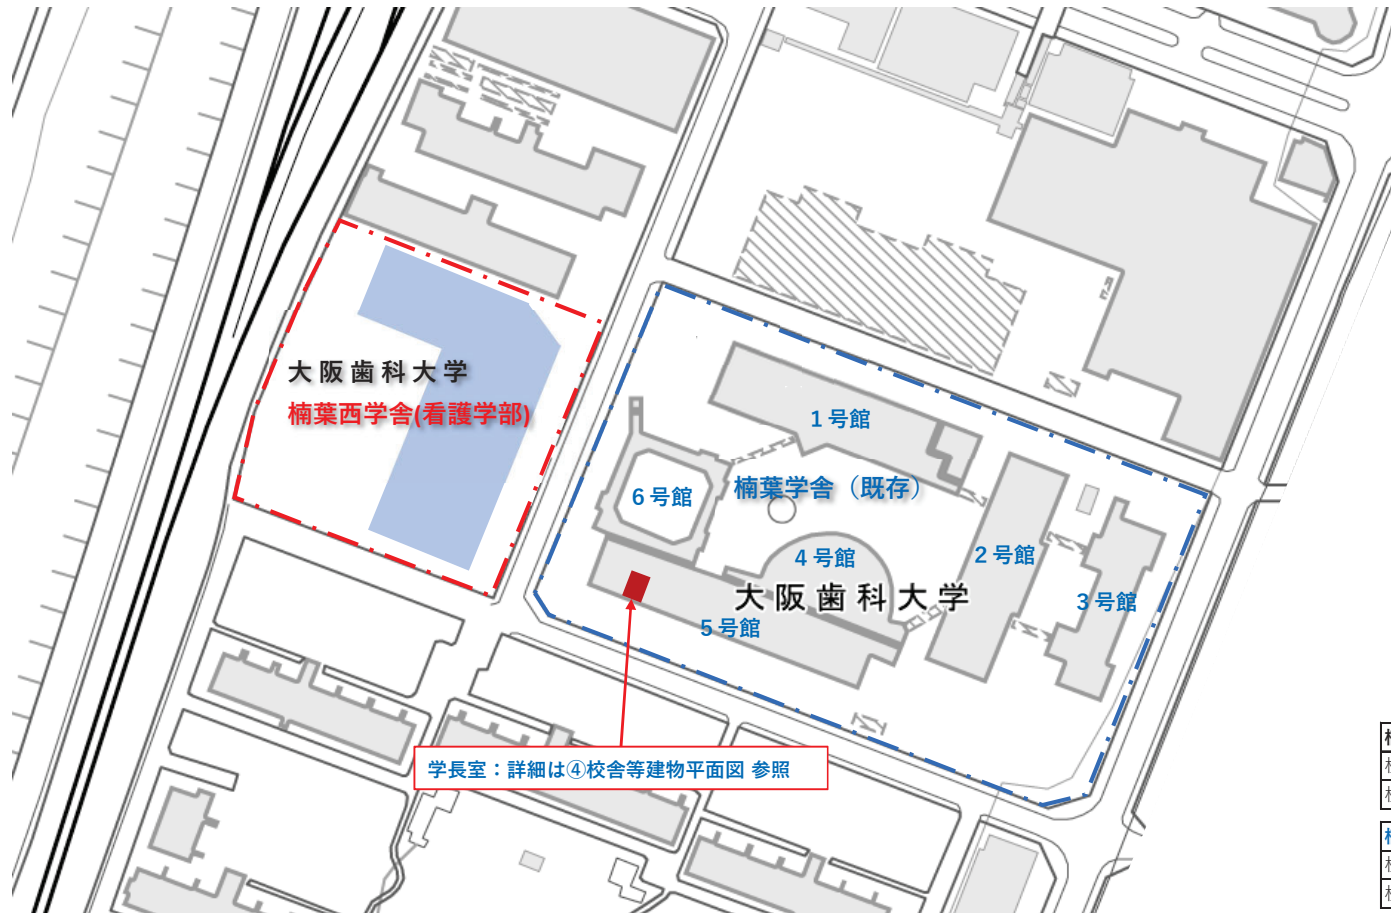 大阪歯科大学
楠葉西学舎(看護学部)
1号館
楠葉学舎（既存）
6号館
4号館
2号館
大阪歯科大学
3号館
5号館
学長室：詳細は④校舎等建物平面図 参照